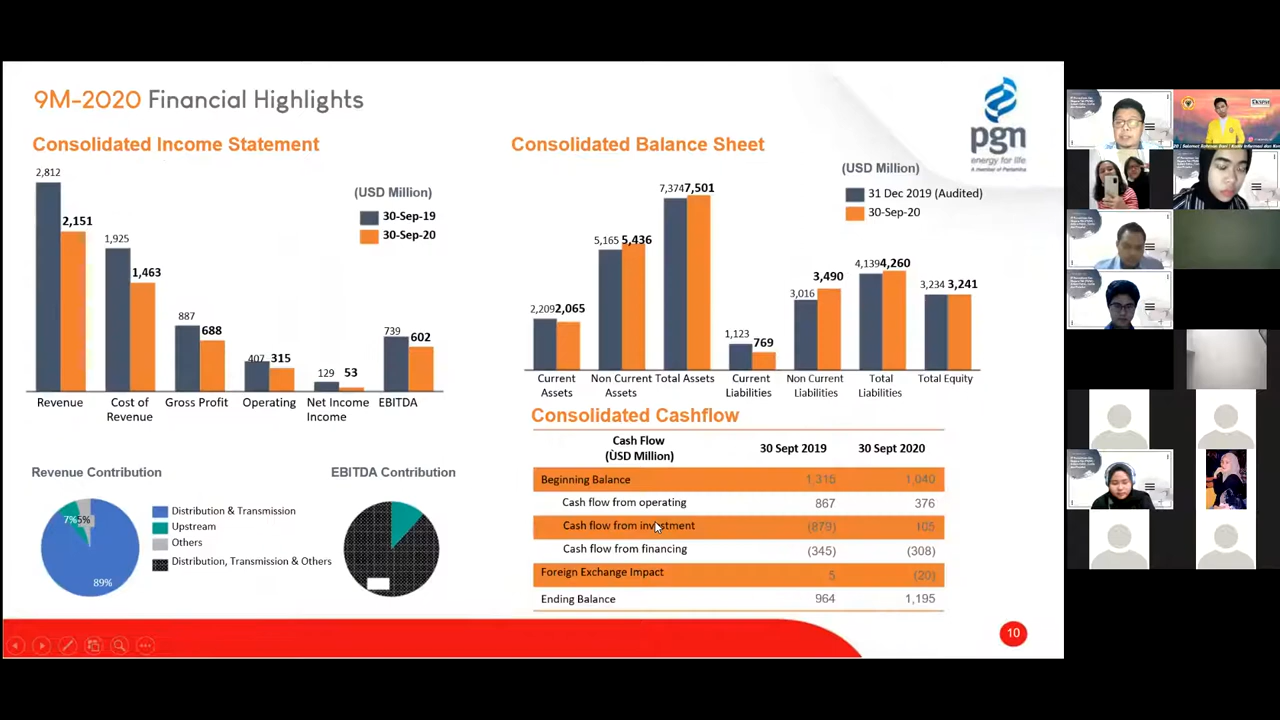 9M-2020 Financial Highlights
pgn
energy for life
A member of Pertamina
Consolidated Income Statement
(USD Million)
30-Sep-19
30-Sep-20
2,812
2,151
1,925
1,463
887
688
407
315
129
53
739
602
Revenue
Cost of
Revenue
Gross Profit
Operating
Net Income
Income
EBITDA
Revenue Contribution
7%
5%
89%
Distribution & Transmission
Upstream
Others
Distribution, Transmission & Others
EBITDA Contribution
Consolidated Balance Sheet
(USD Million)
31 Dec 2019 (Audited)
30-Sep-20
2,209
2,065
5,165
5,436
7,374
7,501
1,123
769
3,016
3,490
4,139
4,260
3,234
3,241
Current
Assets
Non Current
Assets
Total Assets
Current
Liabilities
Non Current
Liabilities
Total
Liabilities
Total Equity
Consolidated Cashflow
Cash Flow
(ÙSD Million)
30 Sept 2019
30 Sept 2020
Beginning Balance 1,315 1,040
Cash flow from operating 867 376
Cash flow from investment (879) 105
Cash flow from financing (345) (308)
Foreign Exchange Impact 5 (20)
Ending Balance 964 1,195
10